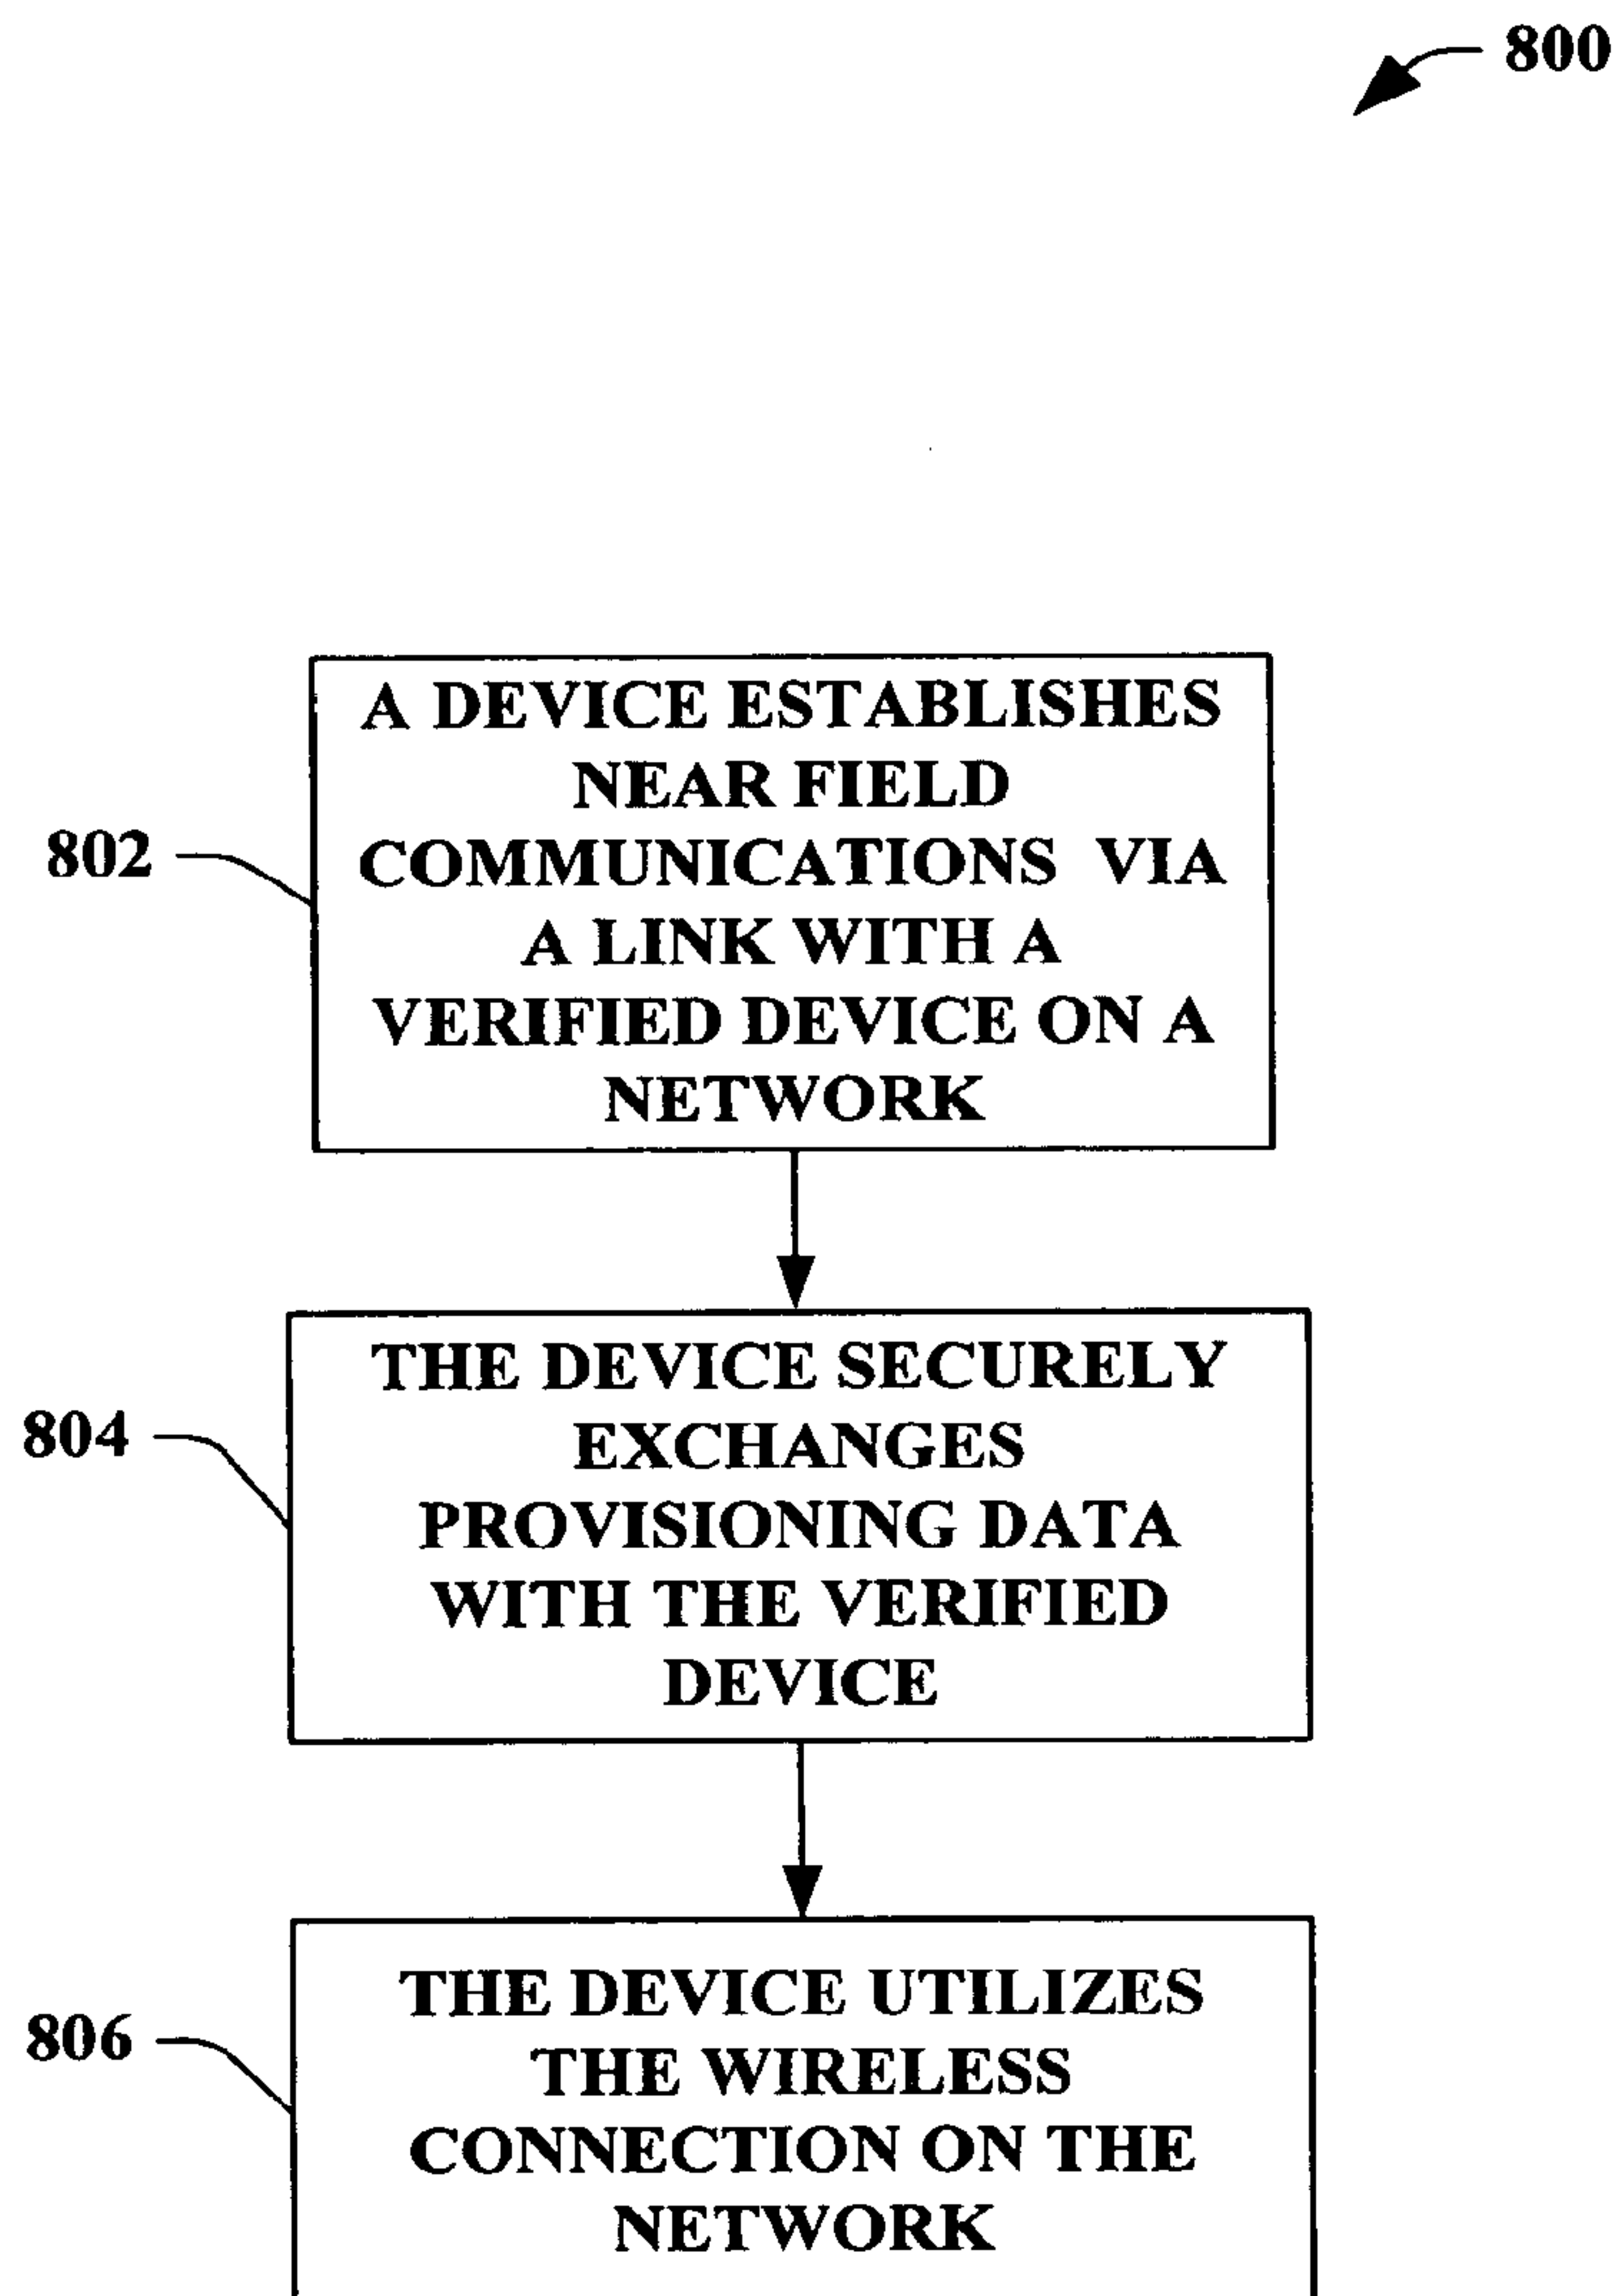 800
A DEVICE ESTABLISHES
NEAR FIELD
COMMUNICATIONS VIA
A LINK WITH A
VERIFIED DEVICE ON A
NETWORK
802
THE DEVICE SECURELY
EXCHANGES
PROVISIONING DATA
WITH THE VERIFIED
DEVICE
804
THE DEVICE UTILIZES
THE WIRELESS
CONNECTION ON THE
NETWORK
806